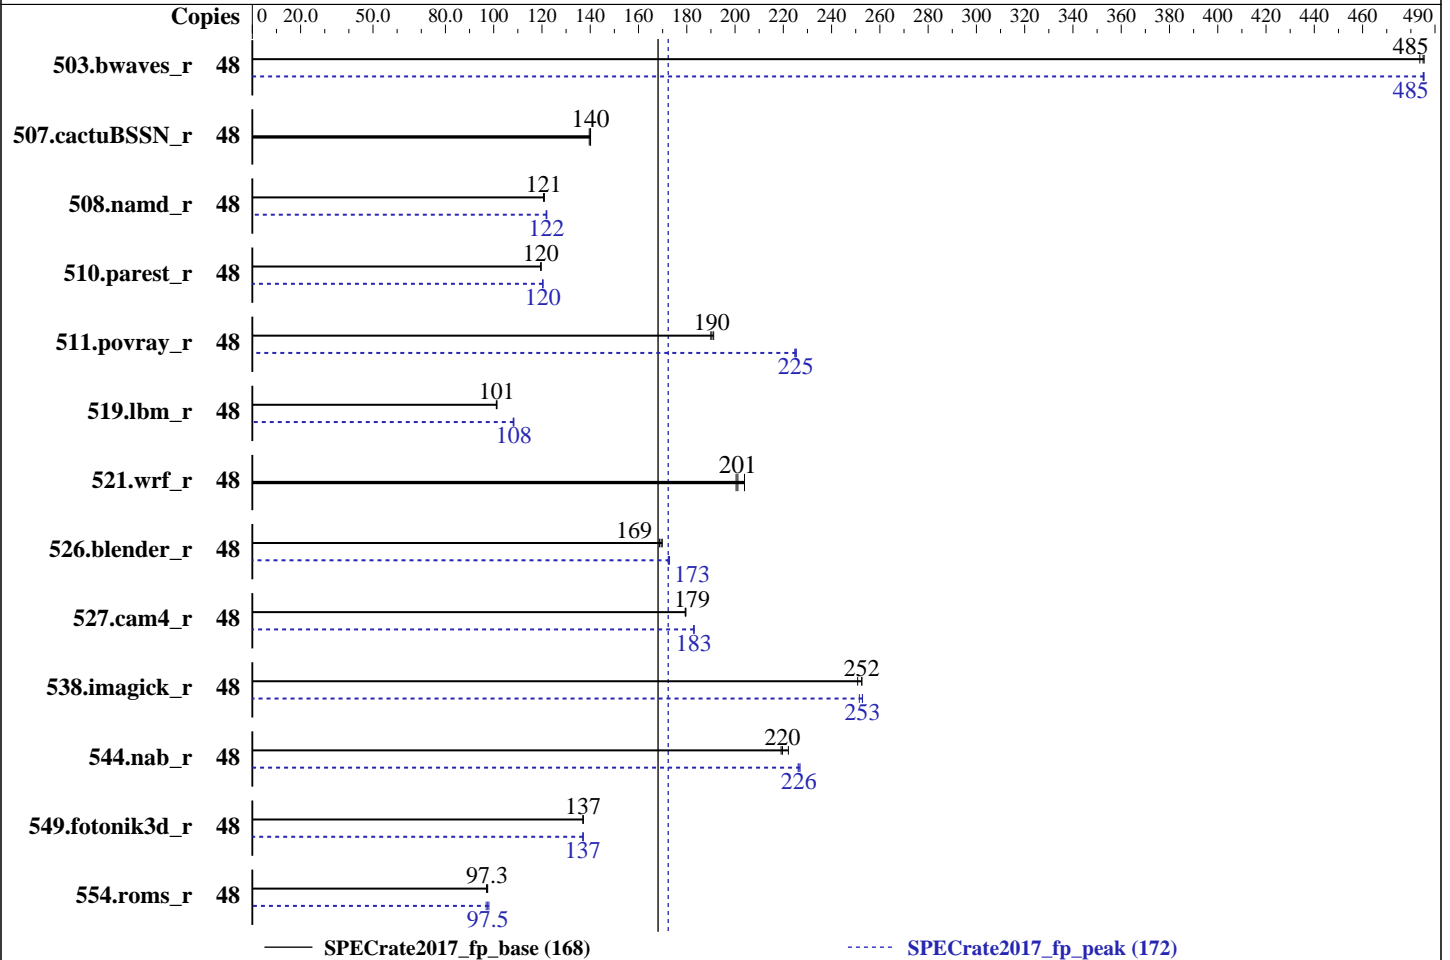 Copies 0 20.0 50.0 80.0 100 120 140 160 180 200 220 240 260 280 300 320 340 360 380 400 420 440 460 490
503.bwaves_r 48 485
485
507.cactuBSSN_r 48 140
508.namd_r 48 121
122
510.parest_r 48 120
120
511.povray_r 48 190
225
519.lbm_r 48 101
108
521.wrf_r 48 201
526.blender_r 48 169
173
527.cam4_r 48 179
183
538.imagick_r 48 252
253
544.nab_r 48 220
226
549.fotonik3d_r 48 137
137
554.roms_r 48 97.3
97.5
SPECrate2017_fp_base (168) SPECrate2017_fp_peak (172)